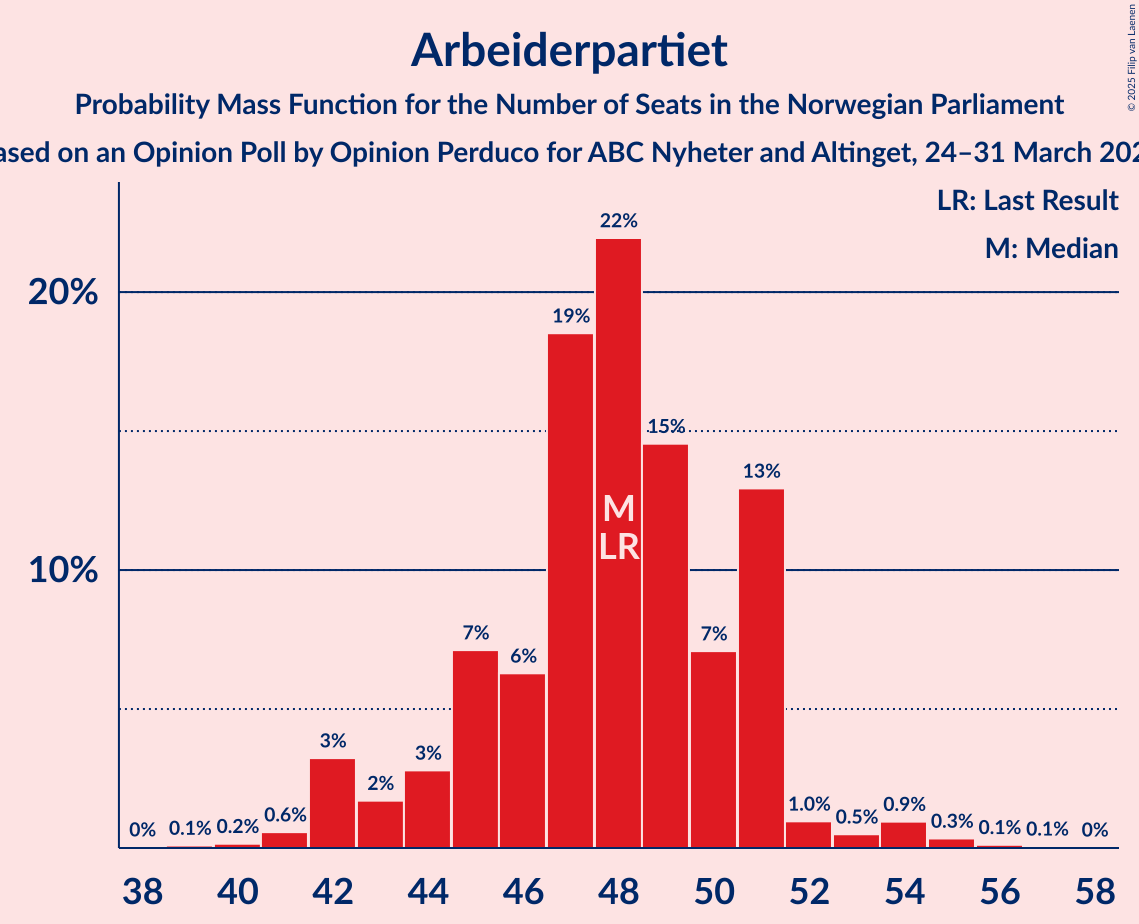 Arbeiderpartiet
Probability Mass Function for the Number of Seats in the Norwegian Parliament
on an Opinion Poll by Opinion Perduco for ABC Nyheter and Altinget, 24–31 March
© 2025 Filip van Laenen
LR: Last Result
M: Median
20%
10%
0% 0.1% 0.2% 0.6% 3% 2% 3% 7% 6% 19% 22% 15% 7% 13% 1.0% 0.5% 0.9% 0.3% 0.1% 0.1% 0%
M
LR
38 40 42 44 46 48 50 52 54 56 58